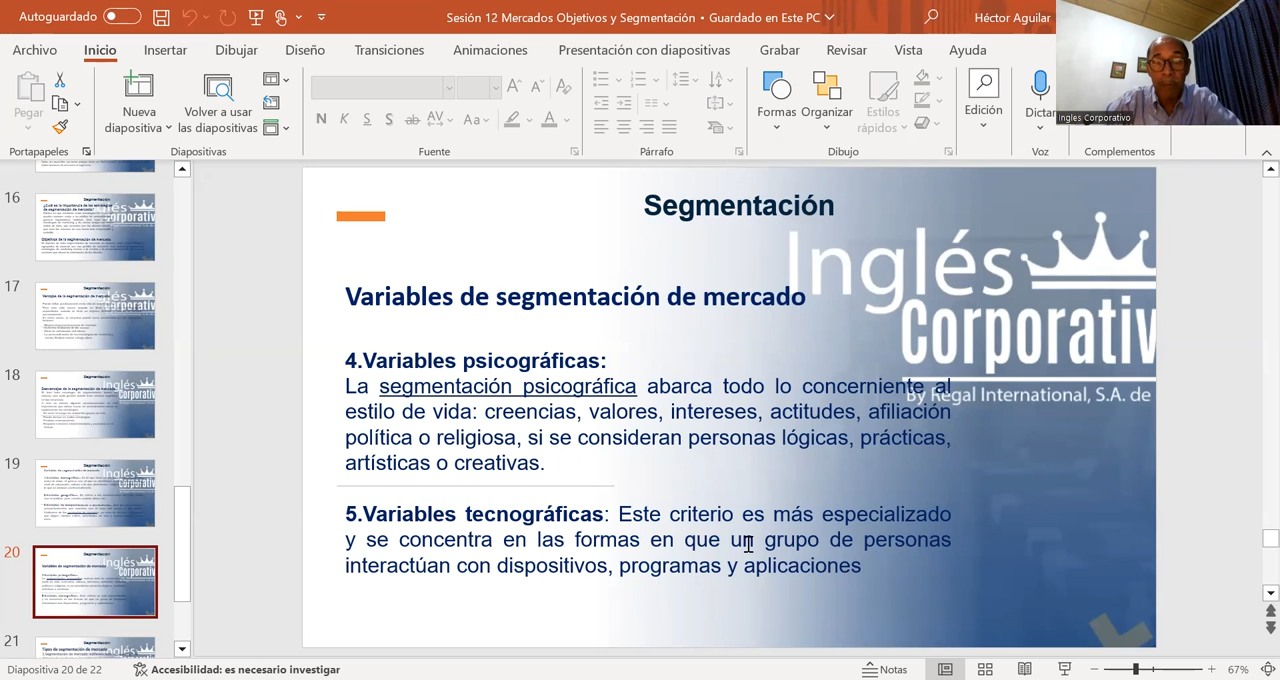 Autoguardado
Sesión 12 Mercados Objetivos y Segmentación • Guardado en Este PC
Héctor Aguilar
Archivo Inicio Insertar Dibujar Diseño Transiciones Animaciones Presentación con diapositivas Grabar Revisar Vista Ayuda
Pegar
Nueva diapositiva
Volver a usar las diapositivas
N K S S ab AV Aa A
Formas
Organizar
Estilos rápidos
Edición
Dictar
Ingles Corporativo
Portapapeles Diapositivas Fuente Párrafo Dibujo Voz Complementos
16
17
18
19
20
21
Segmentación
Inglés
Corporativ
By Regal International, S.A. de
Variables de segmentación de mercado
4.Variables psicográficas:
La segmentación psicográfica abarca todo lo concerniente al
estilo de vida: creencias, valores, intereses, actitudes, afiliación
política o religiosa, si se consideran personas lógicas, prácticas,
artísticas o creativas.
5.Variables tecnográficas: Este criterio es más especializado
y se concentra en las formas en que un grupo de personas
interactúan con dispositivos, programas y aplicaciones
Diapositiva 20 de 22
Accesibilidad: es necesario investigar
Notas
67%